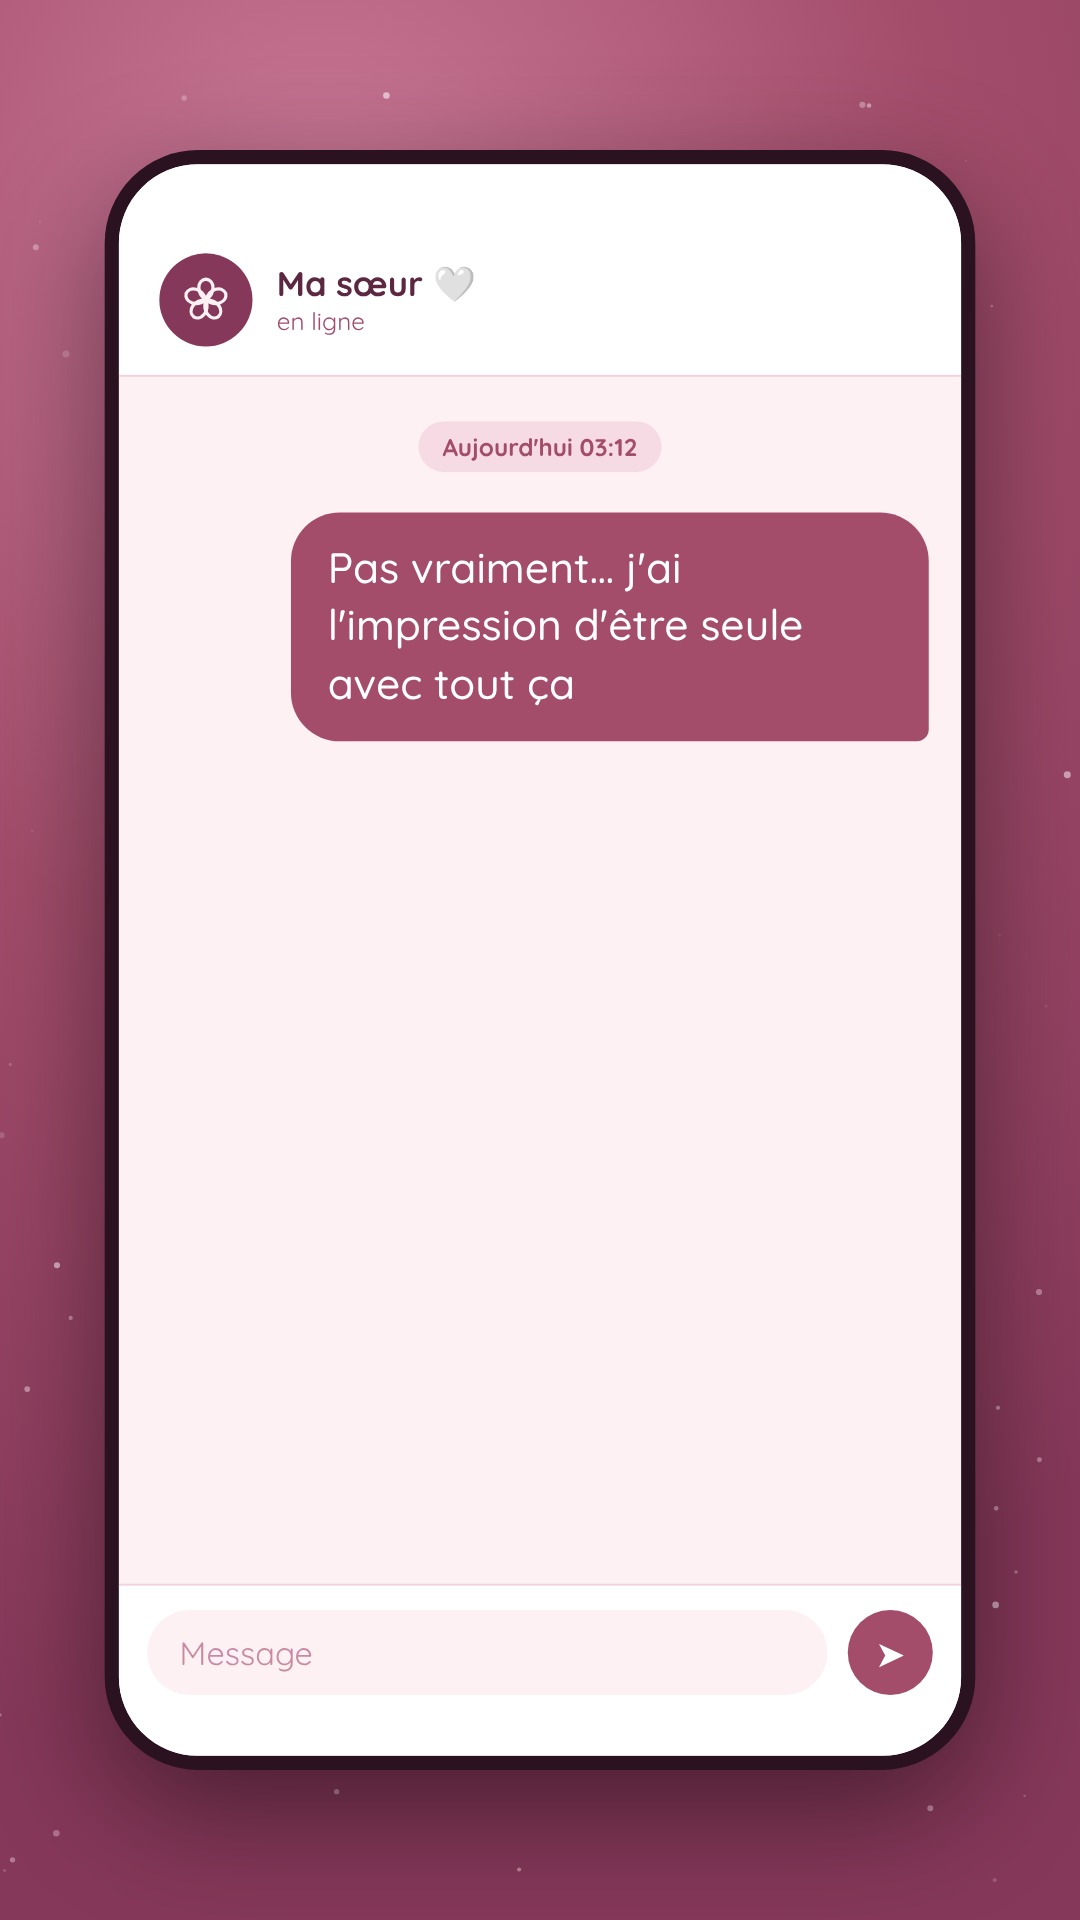 Ma sœur 🤍
en ligne
Aujourd'hui 03:12
Pas vraiment... j'ai
l'impression d'être seule
avec tout ça
Message